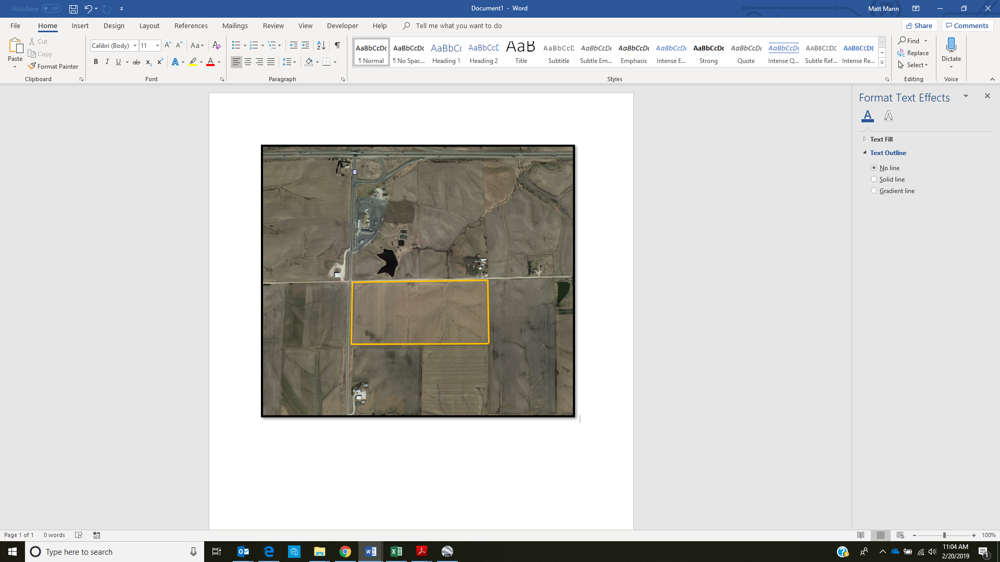 AutoSave Off
Document1 - Word
Matt Mann
File Home Insert Design Layout References Mailings Review View Developer Help Tell me what you want to do
Share Comments
Paste
Cut
Copy
Format Painter
Clipboard
Calibri (Body) 11
Font
Paragraph
AaBbCcDc AaBbCcDc AaBbCc AaBbCcD AaB AaBbCcD AaBbCcDc AaBbCcDc AaBbCcDc AaBbCcDc AaBbCcDc AaBbCcDc AABBCCDE AABBCCDE
¶ Normal ¶ No Spac... Heading 1 Heading 2 Title Subtitle Subtle Em... Emphasis Intense E... Strong Quote Intense Q... Subtle Ref... Intense Re...
Styles
Find
Replace
Select
Editing
Dictate
Voice
Format Text Effects
Text Fill
Text Outline
No line
Solid line
Gradient line
Page 1 of 1 0 words
100%
Type here to search
11:04 AM
2/20/2019